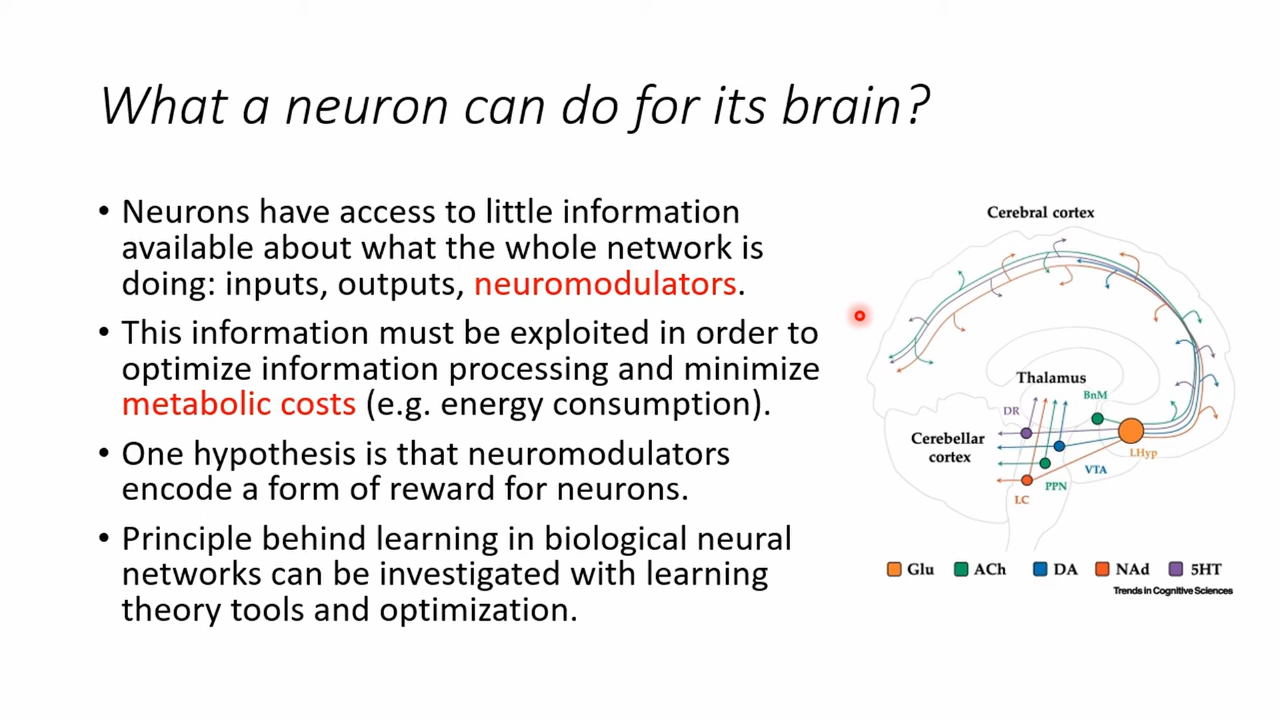 What a neuron can do for its brain?
• Neurons have access to little information
available about what the whole network is
doing: inputs, outputs, neuromodulators.
• This information must be exploited in order to
optimize information processing and minimize
metabolic costs (e.g. energy consumption).
• One hypothesis is that neuromodulators
encode a form of reward for neurons.
• Principle behind learning in biological neural
networks can be investigated with learning
theory tools and optimization.
Cerebral cortex
Thalamus
BnM
DR
Cerebellar
cortex
LHyp
VTA
PPN
LC
Glu ACh DA NAd 5HT
Trends in Cognitive Sciences